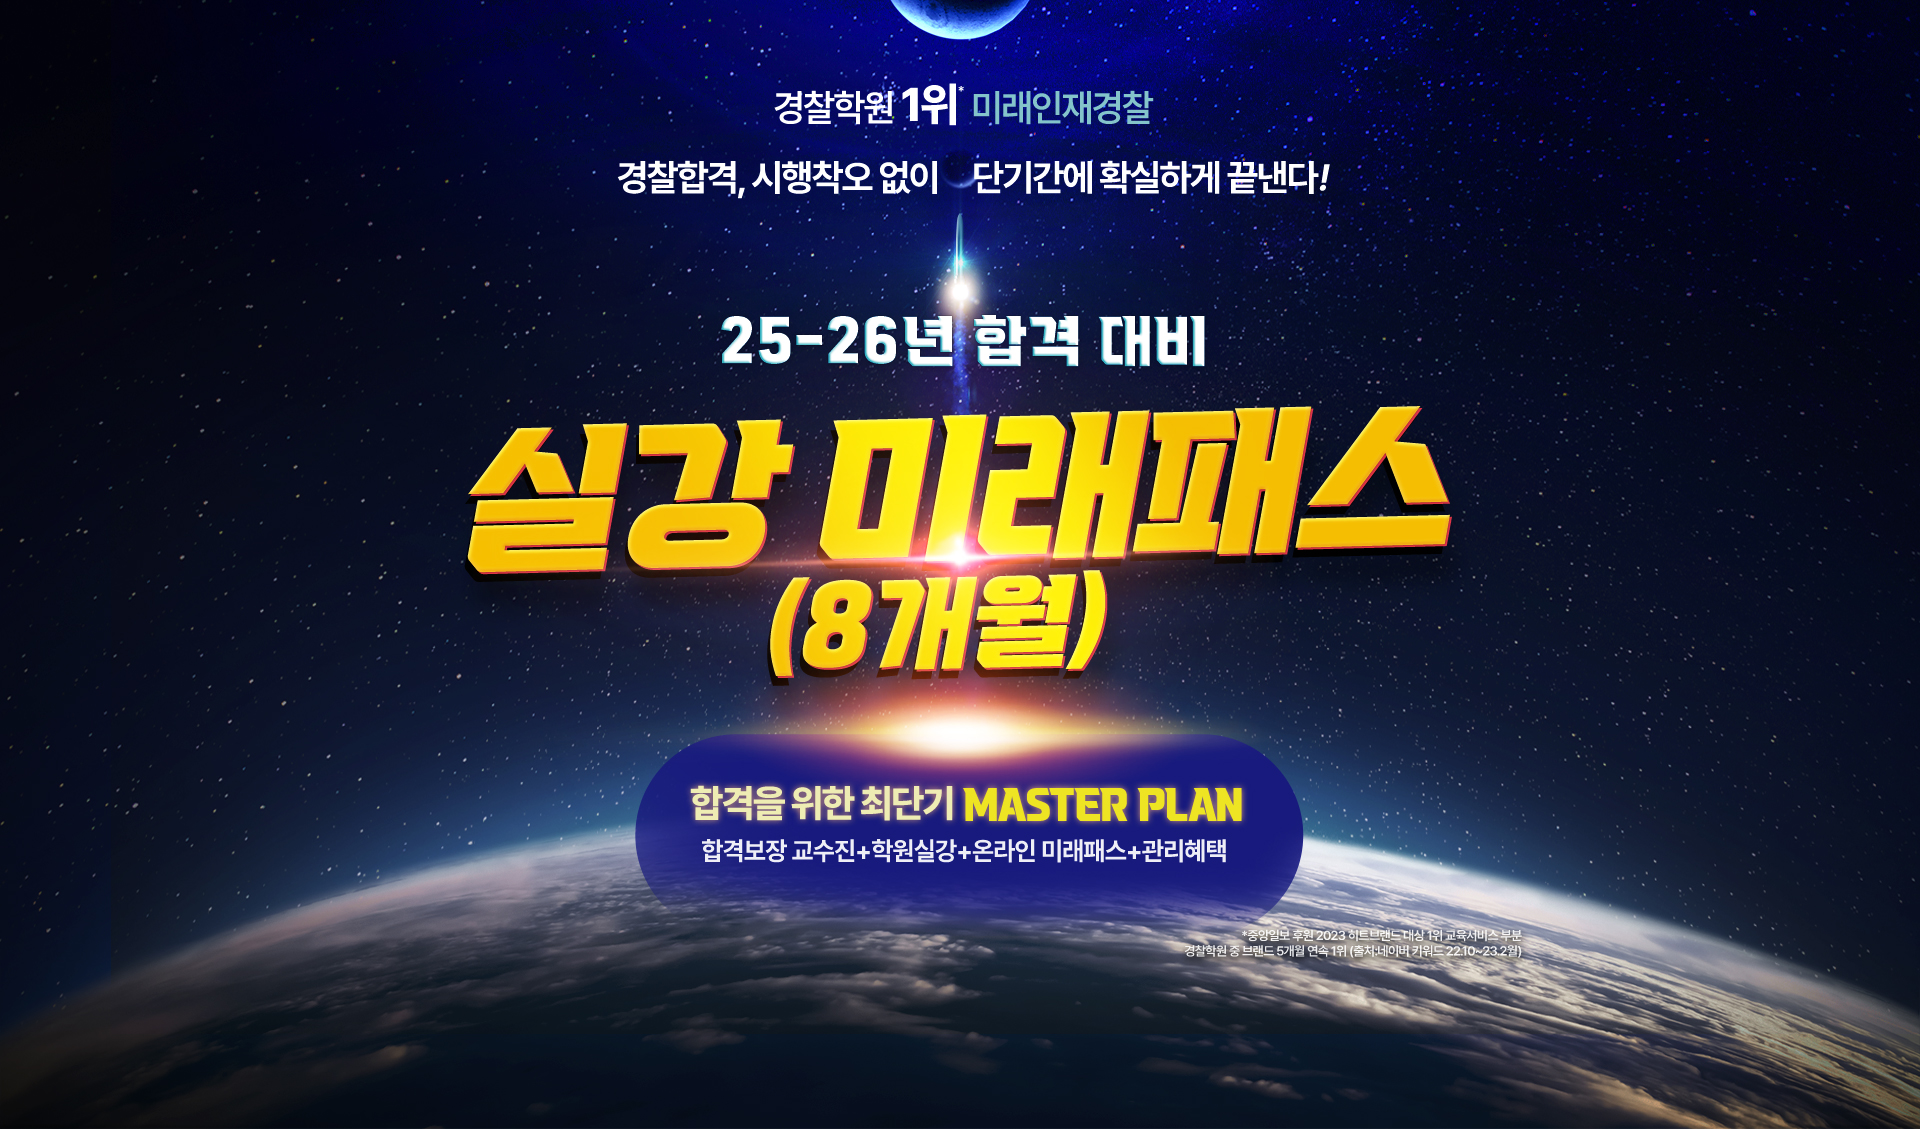 경찰학원 1위* 미래인재경찰
경찰합격, 시행착오 없이 단기간에 확실하게 끝낸다!
25-26년 합격 대비
실강 미래패스
(8개월)
합격을 위한 최단기 MASTER PLAN
합격보장 교수진+학원실강+온라인 미래패스+관리혜택
*중앙일보 후원 2023 히트브랜드 대상 1위 교육서비스 부분
경찰학원 중 브랜드 5개월 연속 1위 (출처:네이버 키워드 22.10~23.2월)